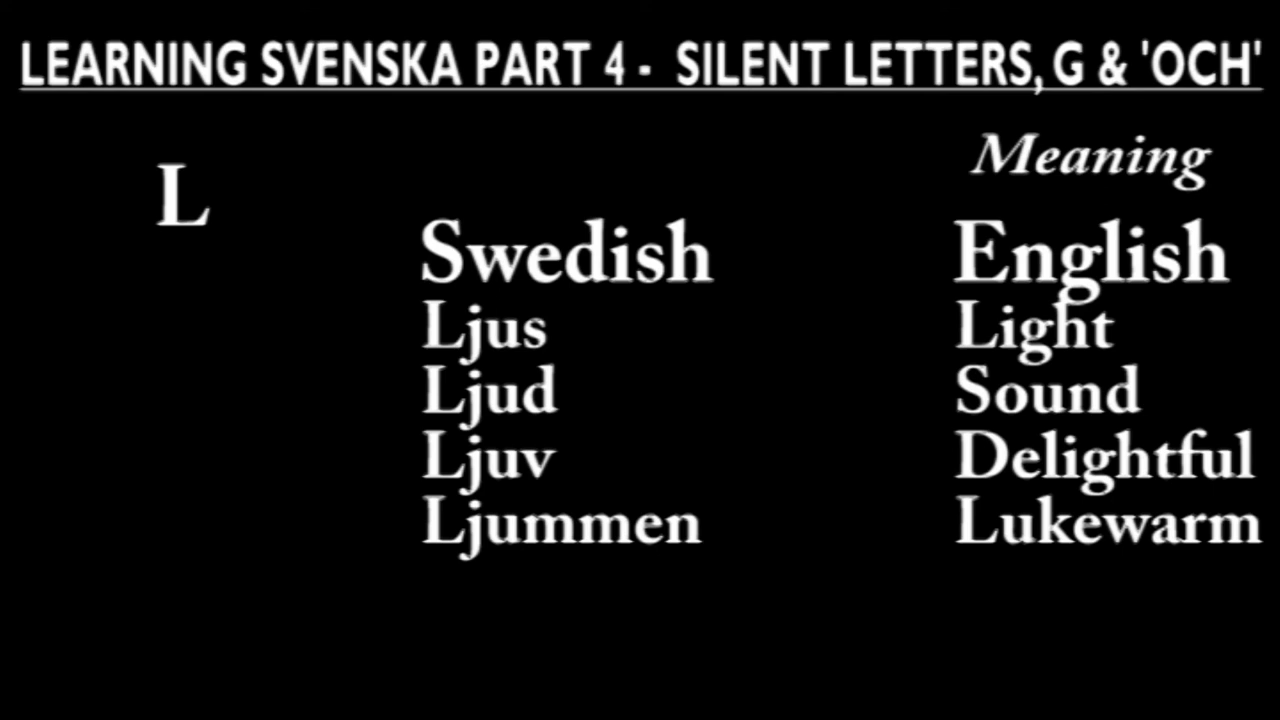 LEARNING SVENSKA PART 4 - SILENT LETTERS, G & 'OCH'
Meaning
L
Swedish English
Ljus Light
Ljud Sound
Ljuv Delightful
Ljummen Lukewarm